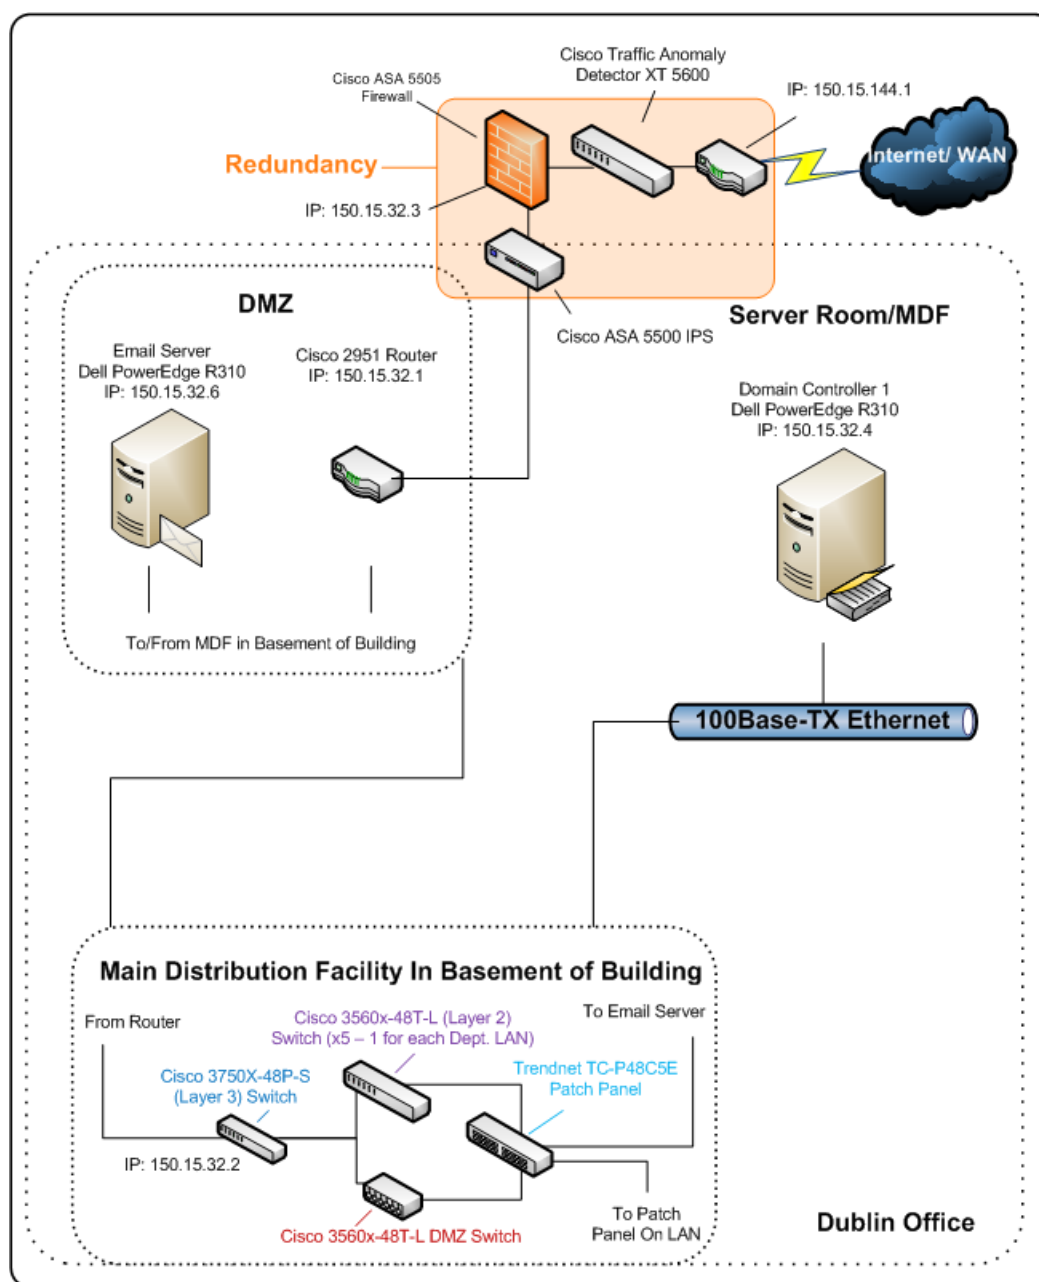 Cisco Traffic Anomaly
Detector XT 5600
Cisco ASA 5505
Firewall
IP: 150.15.144.1
Internet/ WAN
Redundancy
IP: 150.15.32.3
DMZ
Server Room/MDF
Cisco ASA 5500 IPS
Email Server
Dell PowerEdge R310
IP: 150.15.32.6
Cisco 2951 Router
IP: 150.15.32.1
Domain Controller 1
Dell PowerEdge R310
IP: 150.15.32.4
To/From MDF in Basement of Building
100Base-TX Ethernet
Main Distribution Facility In Basement of Building
From Router
Cisco 3560x-48T-L (Layer 2)
Switch (x5 – 1 for each Dept. LAN)
To Email Server
Cisco 3750X-48P-S
(Layer 3) Switch
Trendnet TC-P48C5E
Patch Panel
IP: 150.15.32.2
Cisco 3560x-48T-L DMZ Switch
To Patch
Panel On LAN
Dublin Office